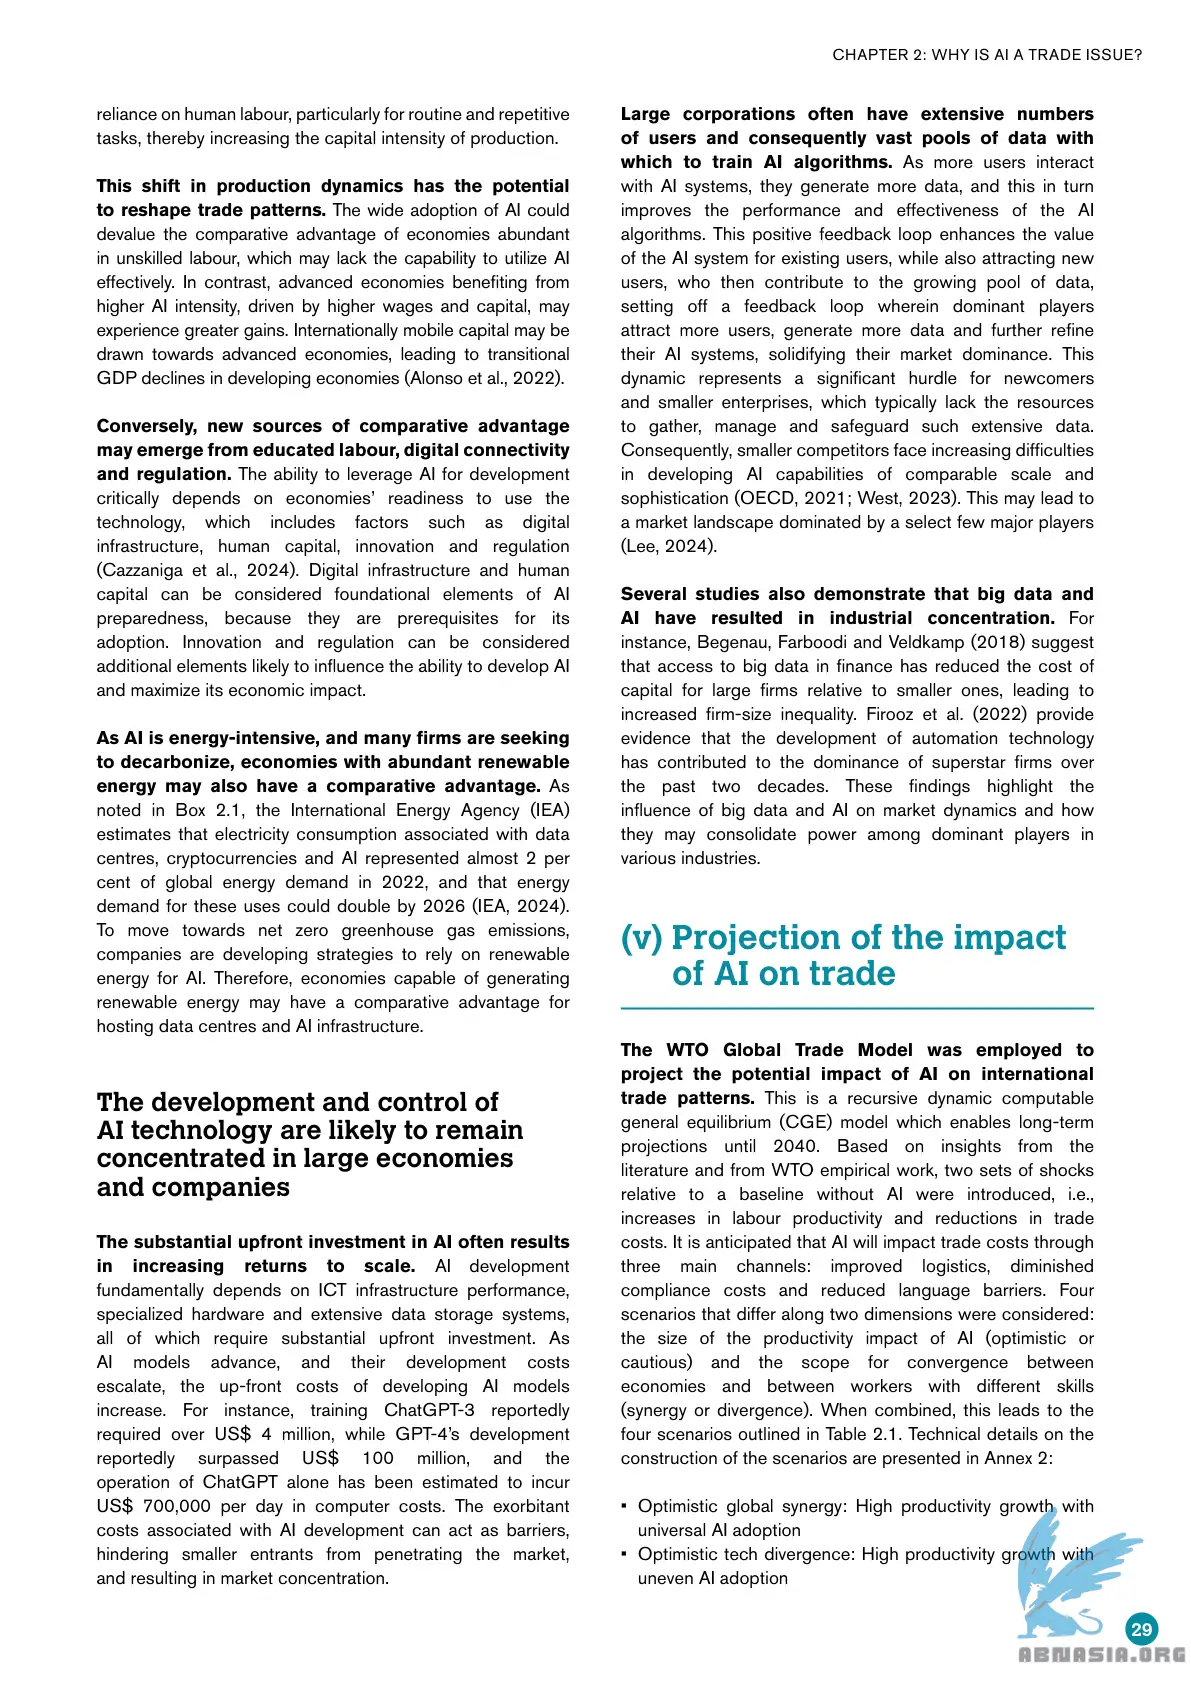 CHAPTER 2: WHY IS AI A TRADE ISSUE?
reliance on human labour, particularly for routine and repetitive
tasks, thereby increasing the capital intensity of production.
This shift in production dynamics has the potential
to reshape trade patterns. The wide adoption of AI could
devalue the comparative advantage of economies abundant
in unskilled labour, which may lack the capability to utilize AI
effectively. In contrast, advanced economies benefiting from
higher AI intensity, driven by higher wages and capital, may
experience greater gains. Internationally mobile capital may be
drawn towards advanced economies, leading to transitional
GDP declines in developing economies (Alonso et al., 2022).
Conversely, new sources of comparative advantage
may emerge from educated labour, digital connectivity
and regulation. The ability to leverage AI for development
critically depends on economies' readiness to use the
technology, which includes factors such as digital
infrastructure, human capital, innovation and regulation
(Cazzaniga et al., 2024). Digital infrastructure and human
capital can be considered foundational elements of AI
preparedness, because they are prerequisites for its
adoption. Innovation and regulation can be considered
additional elements likely to influence the ability to develop AI
and maximize its economic impact.
As AI is energy-intensive, and many firms are seeking
to decarbonize, economies with abundant renewable
energy may also have a comparative advantage. As
noted in Box 2.1, the International Energy Agency (IEA)
estimates that electricity consumption associated with data
centres, cryptocurrencies and AI represented almost 2 per
cent of global energy demand in 2022, and that energy
demand for these uses could double by 2026 (IEA, 2024).
To move towards net zero greenhouse gas emissions,
companies are developing strategies to rely on renewable
energy for AI. Therefore, economies capable of generating
renewable energy may have a comparative advantage for
hosting data centres and AI infrastructure.
The development and control of
AI technology are likely to remain
concentrated in large economies
and companies
The substantial upfront investment in AI often results
in increasing returns to scale. AI development
fundamentally depends on ICT infrastructure performance,
specialized hardware and extensive data storage systems,
all of which require substantial upfront investment. As
AI models advance, and their development costs
escalate, the up-front costs of developing AI models
increase. For instance, training ChatGPT-3 reportedly
required over US$ 4 million, while GPT-4's development
reportedly surpassed US$ 100 million, and the
operation of ChatGPT alone has been estimated to incur
US$ 700,000 per day in computer costs. The exorbitant
costs associated with AI development can act as barriers,
hindering smaller entrants from penetrating the market,
and resulting in market concentration.
Large corporations often have extensive numbers
of users and consequently vast pools of data with
which to train AI algorithms. As more users interact
with AI systems, they generate more data, and this in turn
improves the performance and effectiveness of the AI
algorithms. This positive feedback loop enhances the value
of the AI system for existing users, while also attracting new
users, who then contribute to the growing pool of data,
setting off a feedback loop wherein dominant players
attract more users, generate more data and further refine
their AI systems, solidifying their market dominance. This
dynamic represents a significant hurdle for newcomers
and smaller enterprises, which typically lack the resources
to gather, manage and safeguard such extensive data.
Consequently, smaller competitors face increasing difficulties
in developing AI capabilities of comparable scale and
sophistication (OECD, 2021; West, 2023). This may lead to
a market landscape dominated by a select few major players
(Lee, 2024).
Several studies also demonstrate that big data and
AI have resulted in industrial concentration. For
instance, Begenau, Farboodi and Veldkamp (2018) suggest
that access to big data in finance has reduced the cost of
capital for large firms relative to smaller ones, leading to
increased firm-size inequality. Firooz et al. (2022) provide
evidence that the development of automation technology
has contributed to the dominance of superstar firms over
the past two decades. These findings highlight the
influence of big data and AI on market dynamics and how
they may consolidate power among dominant players in
various industries.
(v) Projection of the impact
of AI on trade
The WTO Global Trade Model was employed to
project the potential impact of AI on international
trade patterns. This is a recursive dynamic computable
general equilibrium (CGE) model which enables long-term
projections until 2040. Based on insights from the
literature and from WTO empirical work, two sets of shocks
relative to a baseline without AI were introduced, i.e.,
increases in labour productivity and reductions in trade
costs. It is anticipated that AI will impact trade costs through
three main channels: improved logistics, diminished
compliance costs and reduced language barriers. Four
scenarios that differ along two dimensions were considered:
the size of the productivity impact of AI (optimistic or
cautious) and the scope for convergence between
economies and between workers with different skills
(synergy or divergence). When combined, this leads to the
four scenarios outlined in Table 2.1. Technical details on the
construction of the scenarios are presented in Annex 2:
• Optimistic global synergy: High productivity growth with
universal AI adoption
• Optimistic tech divergence: High productivity growth with
uneven AI adoption
29
ABNASIA.ORG